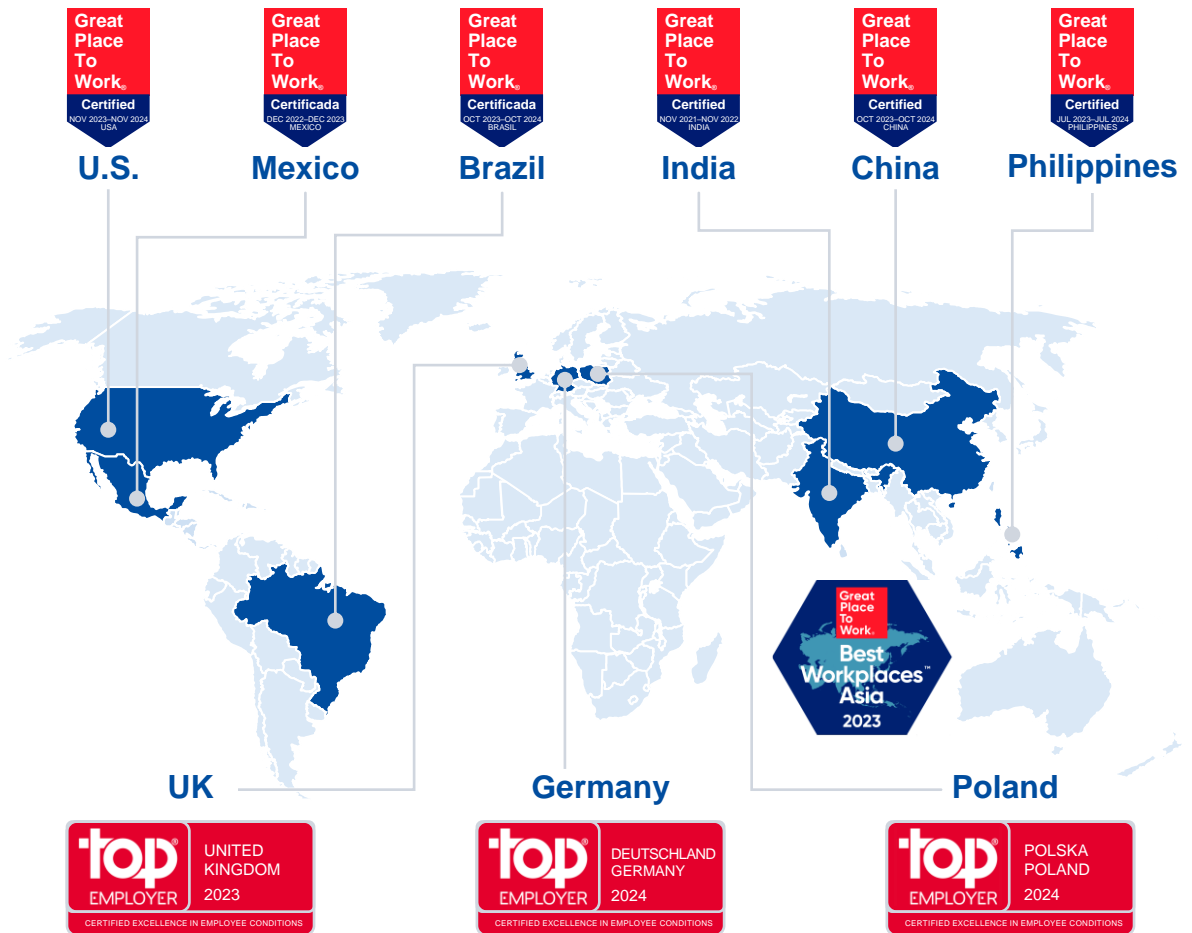 Great
Place
To
Work®
Certified
NOV 2023–NOV 2024
USA
U.S.
Great
Place
To
Work®
Certificada
DEC 2022–DEC 2023
MEXICO
Mexico
Great
Place
To
Work®
Certificada
OCT 2023–OCT 2024
BRASIL
Brazil
Great
Place
To
Work®
Certified
NOV 2021–NOV 2022
INDIA
India
Great
Place
To
Work®
Certified
OCT 2023–OCT 2024
CHINA
China
Great
Place
To
Work®
Certified
JUL 2023–JUL 2024
PHILIPPINES
Philippines
Great
Place
To
Work®
Best
Workplaces™
Asia
2023
UK
top®
EMPLOYER
UNITED
KINGDOM
2023
CERTIFIED EXCELLENCE IN EMPLOYEE CONDITIONS
Germany
top®
EMPLOYER
DEUTSCHLAND
GERMANY
2024
CERTIFIED EXCELLENCE IN EMPLOYEE CONDITIONS
Poland
top®
EMPLOYER
POLSKA
POLAND
2024
CERTIFIED EXCELLENCE IN EMPLOYEE CONDITIONS